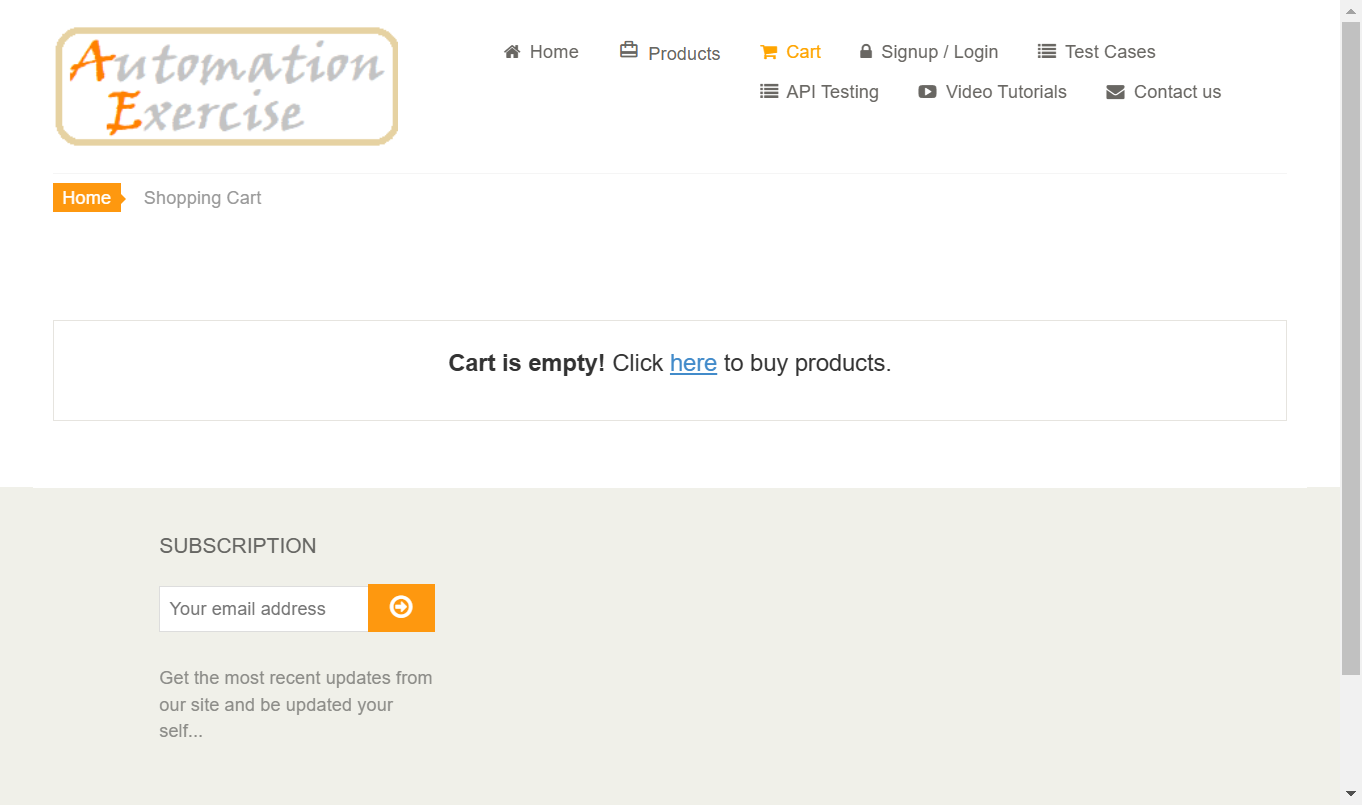 Automation
Exercise
Home
Products
Cart
Signup / Login
Test Cases
API Testing
Video Tutorials
Contact us
Home
Shopping Cart
Cart is empty! Click here to buy products.
SUBSCRIPTION
Your email address
Get the most recent updates from
our site and be updated your
self...